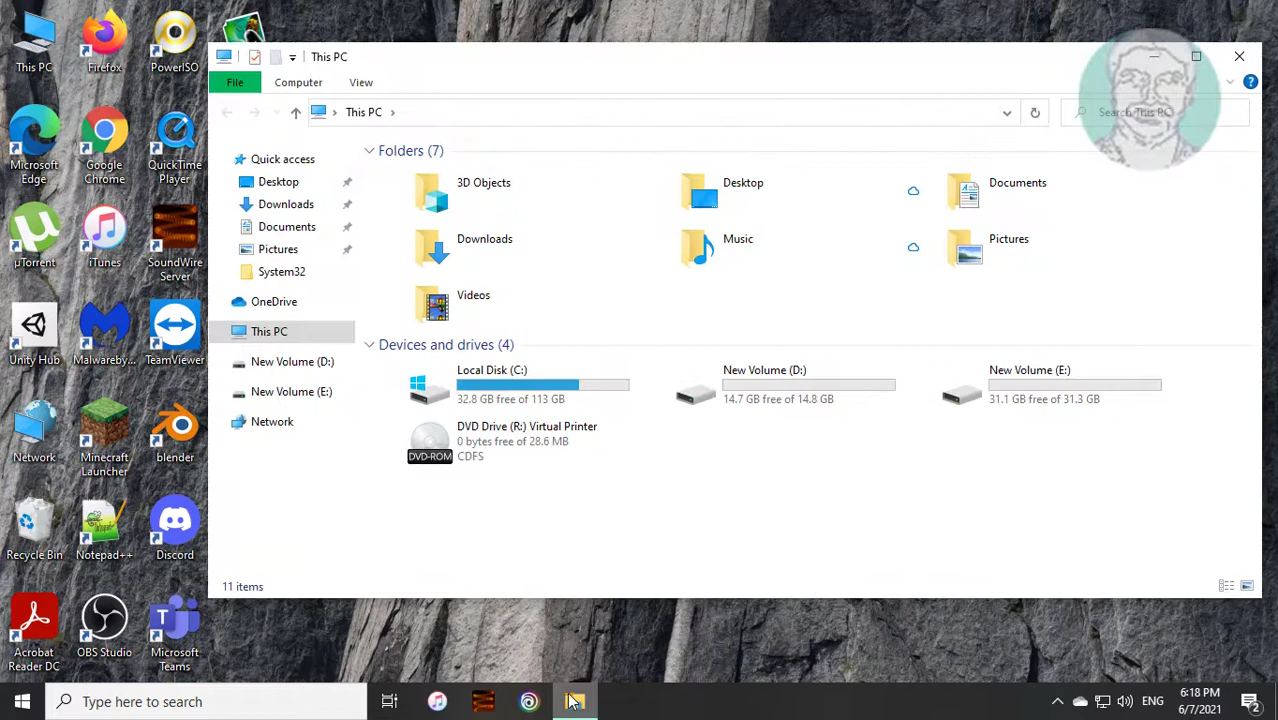 This PC
Firefox
PowerISO
Microsoft Edge
Google Chrome
QuickTime Player
µTorrent
iTunes
SoundWire Server
Unity Hub
Malwareby...
TeamViewer
Network
Minecraft Launcher
blender
Recycle Bin
Notepad++
Discord
Acrobat Reader DC
OBS Studio
Microsoft Teams
This PC
File
Computer
View
This PC
Search This PC
Quick access
Desktop
Downloads
Documents
Pictures
System32
OneDrive
This PC
New Volume (D:)
New Volume (E:)
Network
Folders (7)
3D Objects
Desktop
Documents
Downloads
Music
Pictures
Videos
Devices and drives (4)
Local Disk (C:)
32.8 GB free of 113 GB
New Volume (D:)
14.7 GB free of 14.8 GB
New Volume (E:)
31.1 GB free of 31.3 GB
DVD-ROM
DVD Drive (R:) Virtual Printer
0 bytes free of 28.6 MB
CDFS
11 items
Type here to search
ENG
6:18 PM
6/7/2021
2